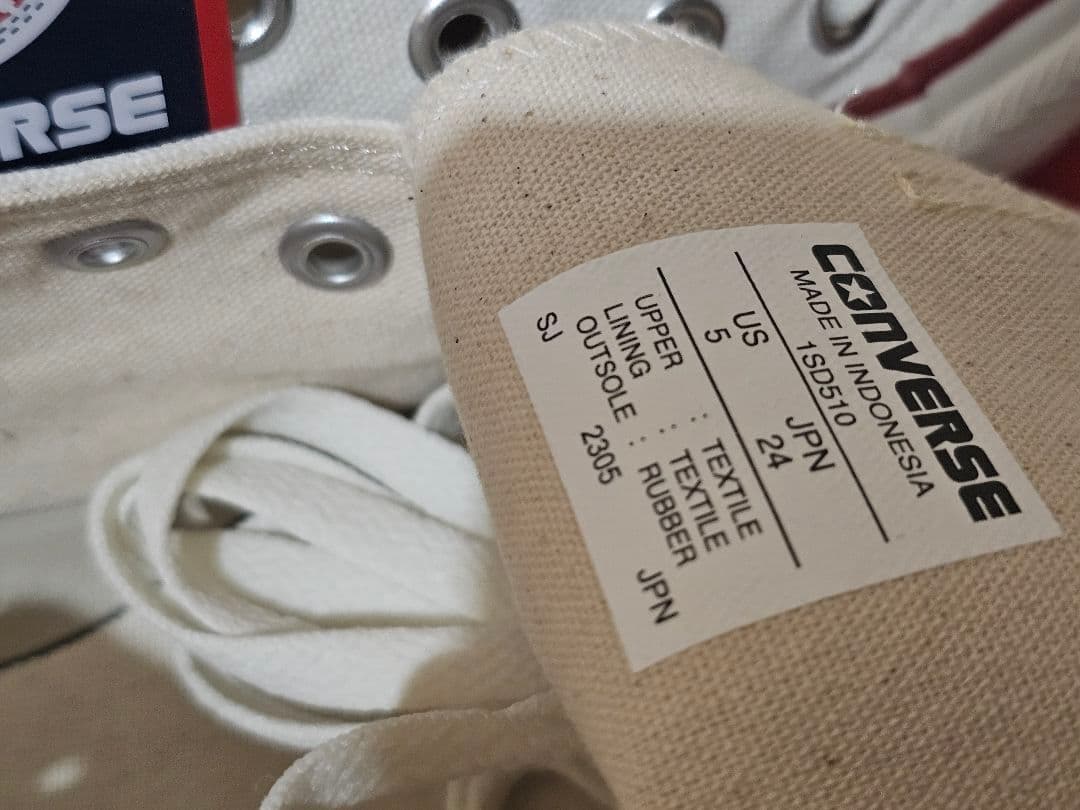 RSE
CONVERSE
MADE IN INDONESIA
1SD510
US JPN
5 24
UPPER : TEXTILE
LINING : TEXTILE
OUTSOLE : RUBBER
SJ 2305 JPN